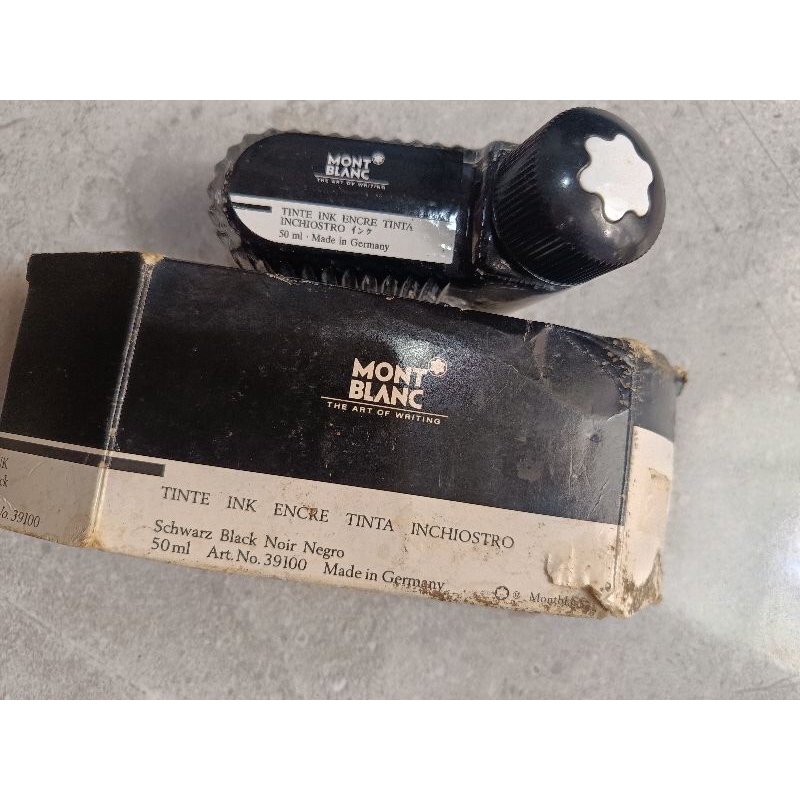 MONT
BLANC
THE ART OF WRITING
TINTE INK ENCRE TINTA
INCHIOSTRO インク
50 ml · Made in Germany
MONT
BLANC
THE ART OF WRITING
TINTE INK ENCRE TINTA INCHIOSTRO
Schwarz Black Noir Negro
50 ml Art. No. 39100 Made in Germany
®
39100